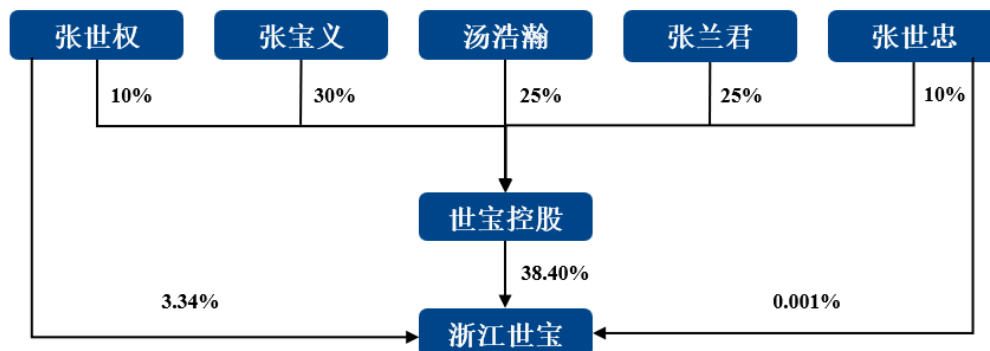 张世权 张宝义 汤浩瀚 张兰君 张世忠
10% 30% 25% 25% 10%
世宝控股
38.40%
3.34% 0.001%
浙江世宝